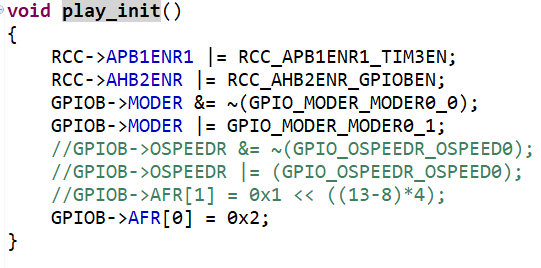 void play_init()
{
    RCC->APB1ENR1 |= RCC_APB1ENR1_TIM3EN;
    RCC->AHB2ENR |= RCC_AHB2ENR_GPIOBEN;
    GPIOB->MODER &= ~(GPIO_MODER_MODER0_0);
    GPIOB->MODER |= GPIO_MODER_MODER0_1;
    //GPIOB->OSPEEDR &= ~(GPIO_OSPEEDR_OSPEED0);
    //GPIOB->OSPEEDR |= (GPIO_OSPEEDR_OSPEED0);
    //GPIOB->AFR[1] = 0x1 << ((13-8)*4);
    GPIOB->AFR[0] = 0x2;
}